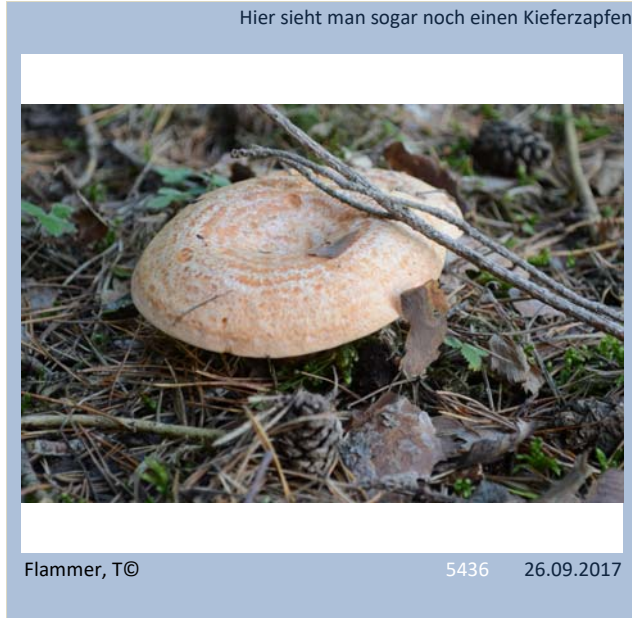 Hier sieht man sogar noch einen Kieferzapfen
Flammer, T© 5436 26.09.2017